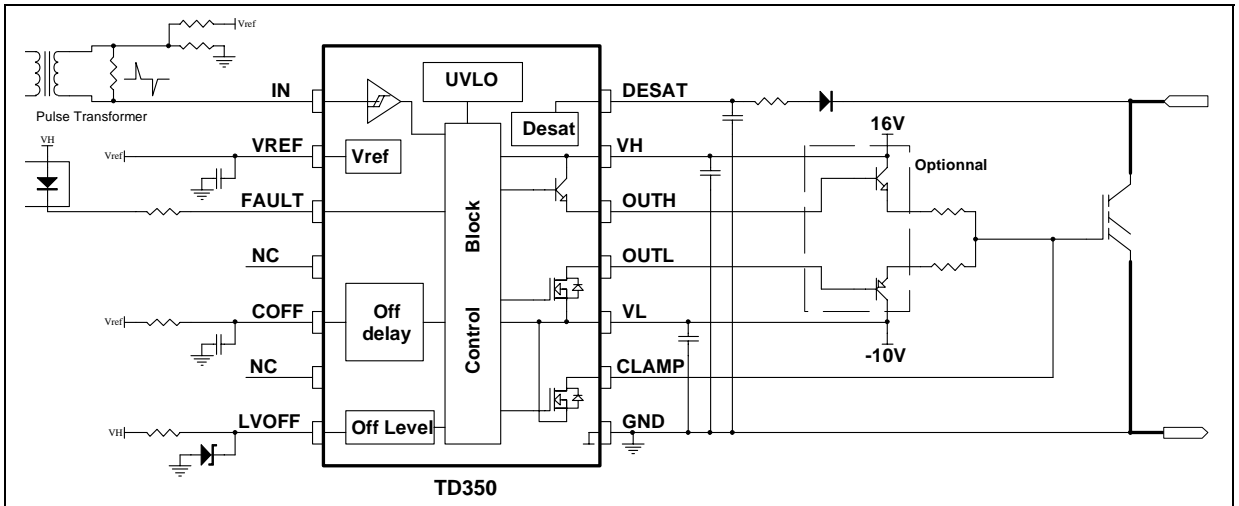 Vref
Pulse Transformer
IN
UVLO
DESAT
Desat
16V
VH
Vref
VREF
Vref
VH
Optionnal
FAULT
OUTH
Control Block
NC
OUTL
Vref
COFF
Off
delay
VL
-10V
NC
CLAMP
VH
LVOFF
Off Level
GND
TD350